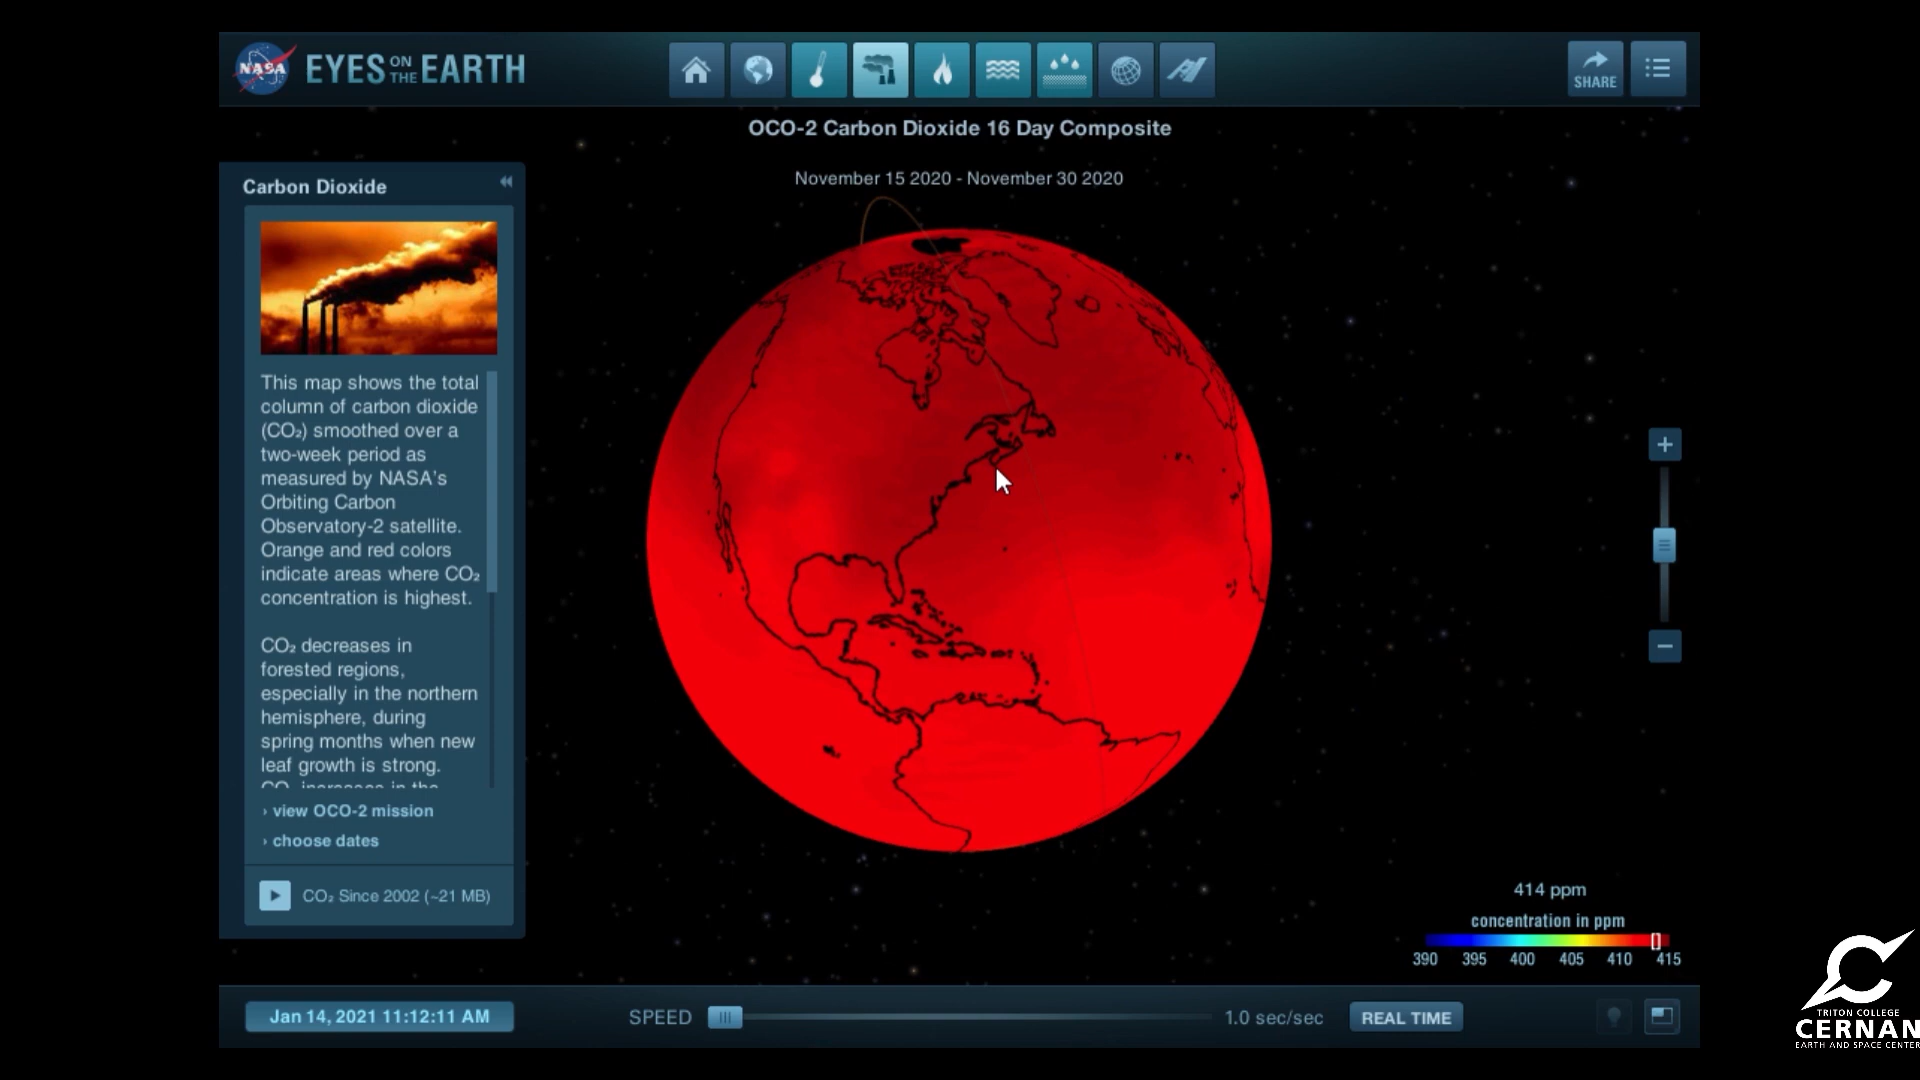 NASA
EYES ON THE EARTH
SHARE
OCO-2 Carbon Dioxide 16 Day Composite
November 15 2020 - November 30 2020
Carbon Dioxide
This map shows the total
column of carbon dioxide
(CO₂) smoothed over a
two-week period as
measured by NASA's
Orbiting Carbon
Observatory-2 satellite.
Orange and red colors
indicate areas where CO₂
concentration is highest.
CO₂ decreases in
forested regions,
especially in the northern
hemisphere, during
spring months when new
leaf growth is strong.
CO₂ increases in the
› view OCO-2 mission
› choose dates
CO₂ Since 2002 (~21 MB)
414 ppm
concentration in ppm
390 395 400 405 410 415
Jan 14, 2021 11:12:11 AM
SPEED
1.0 sec/sec
REAL TIME
TRITON COLLEGE
CERNAN
EARTH AND SPACE CENTER